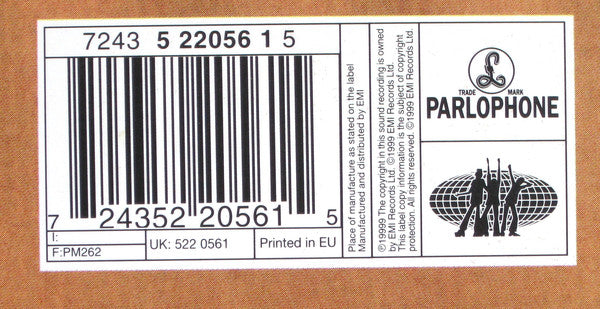 7243 5 22056 1 5
7 24352 20561 5
I:
F:PM262
UK: 522 0561
Printed in EU
Place of manufacture as stated on the label
Manufactured and distributed by EMI
℗19999 The copyright in this sound recording is owned
by EMI Records Ltd. ©1999 EMI Records Ltd.
This label copy information is the subject of copyright
protection. All rights reserved. ©1999 EMI Records Ltd.
£
TRADE MARK
PARLOPHONE